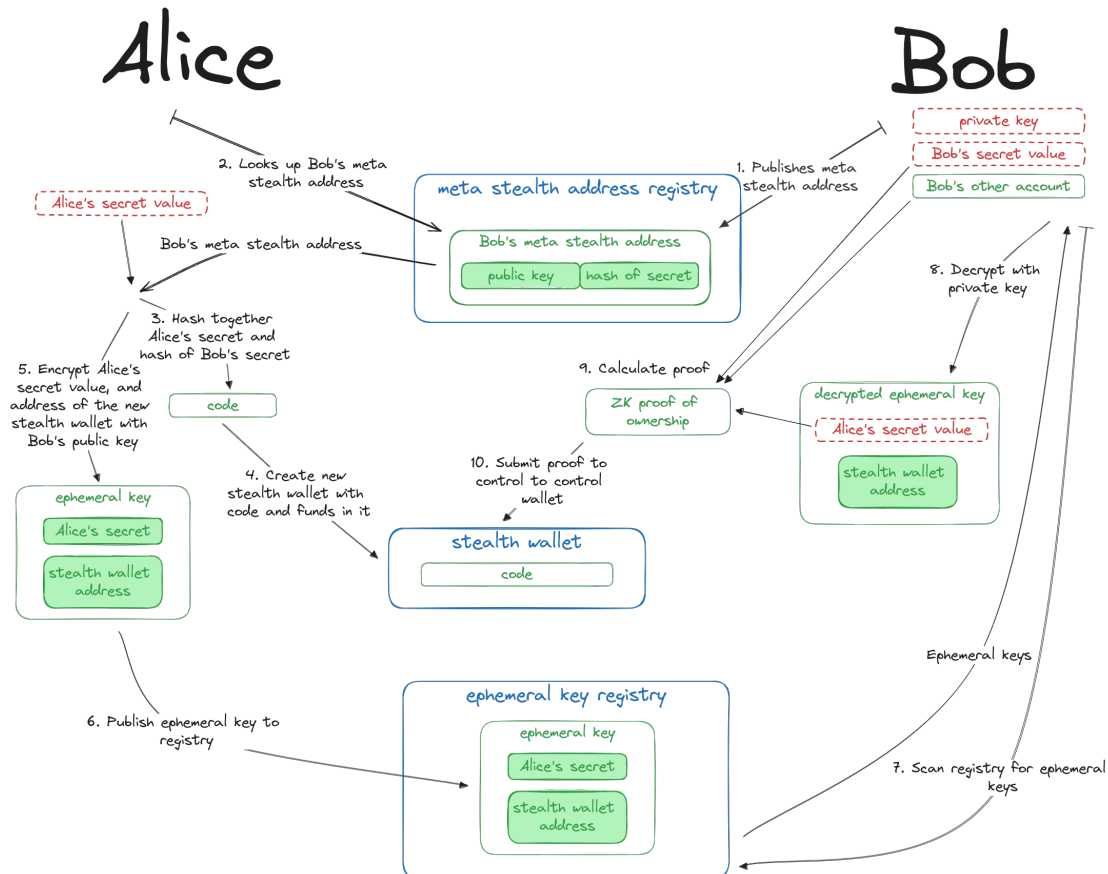 Alice
Bob
private key
Bob's secret value
Bob's other account
1. Publishes meta
stealth address
2. Looks up Bob's meta
stealth address
meta stealth address registry
Bob's meta stealth address
public key
hash of secret
Alice's secret value
Bob's meta stealth address
3. Hash together
Alice's secret and
hash of Bob's secret
code
5. Encrypt Alice's
secret value, and
address of the new
stealth wallet with
Bob's public key
4. Create new
stealth wallet with
code and funds in it
ephemeral key
Alice's secret
stealth wallet
address
8. Decrypt with
private key
decrypted ephemeral key
Alice's secret value
stealth wallet
address
9. Calculate proof
ZK proof of
ownership
10. Submit proof to
control to control
wallet
stealth wallet
code
6. Publish ephemeral key to
registry
ephemeral key registry
ephemeral key
Alice's secret
stealth wallet
address
Ephemeral keys
7. Scan registry for ephemeral
keys